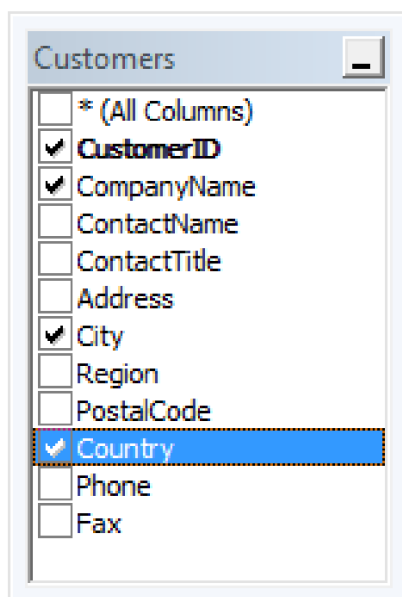 Customers
* (All Columns)
CustomerID
CompanyName
ContactName
ContactTitle
Address
City
Region
PostalCode
Country
Phone
Fax